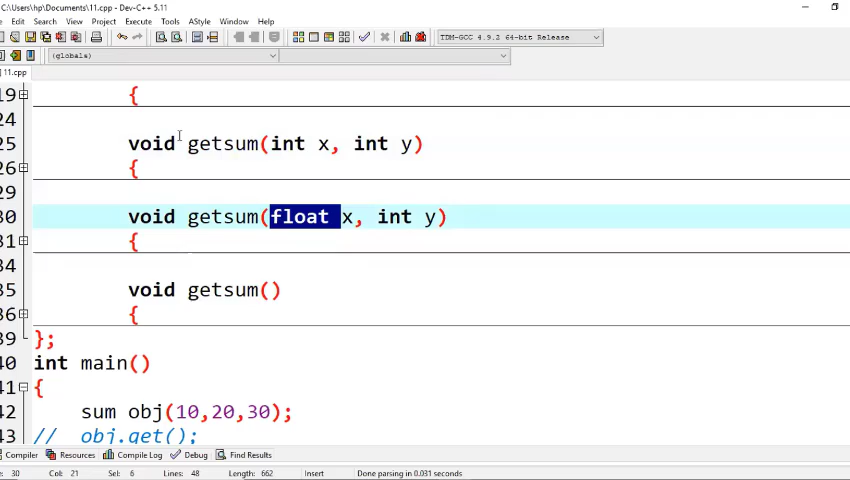 C:\Users\hp\Documents\11.cpp - Dev-C++ 5.11
Edit Search View Project Execute Tools AStyle Window Help
TDM-GCC 4.9.2 64-bit Release
(globals)
11.cpp
19 {
24
25 void getsum(int x, int y)
26 {
29
30 void getsum(float x, int y)
31 {
34
35 void getsum()
36 {
39 };
40 int main()
41 {
42 sum obj(10,20,30);
43 // obj.get();
Compiler Resources Compile Log Debug Find Results
: 30 Col: 21 Sel: 6 Lines: 48 Length: 662 Insert Done parsing in 0.031 seconds